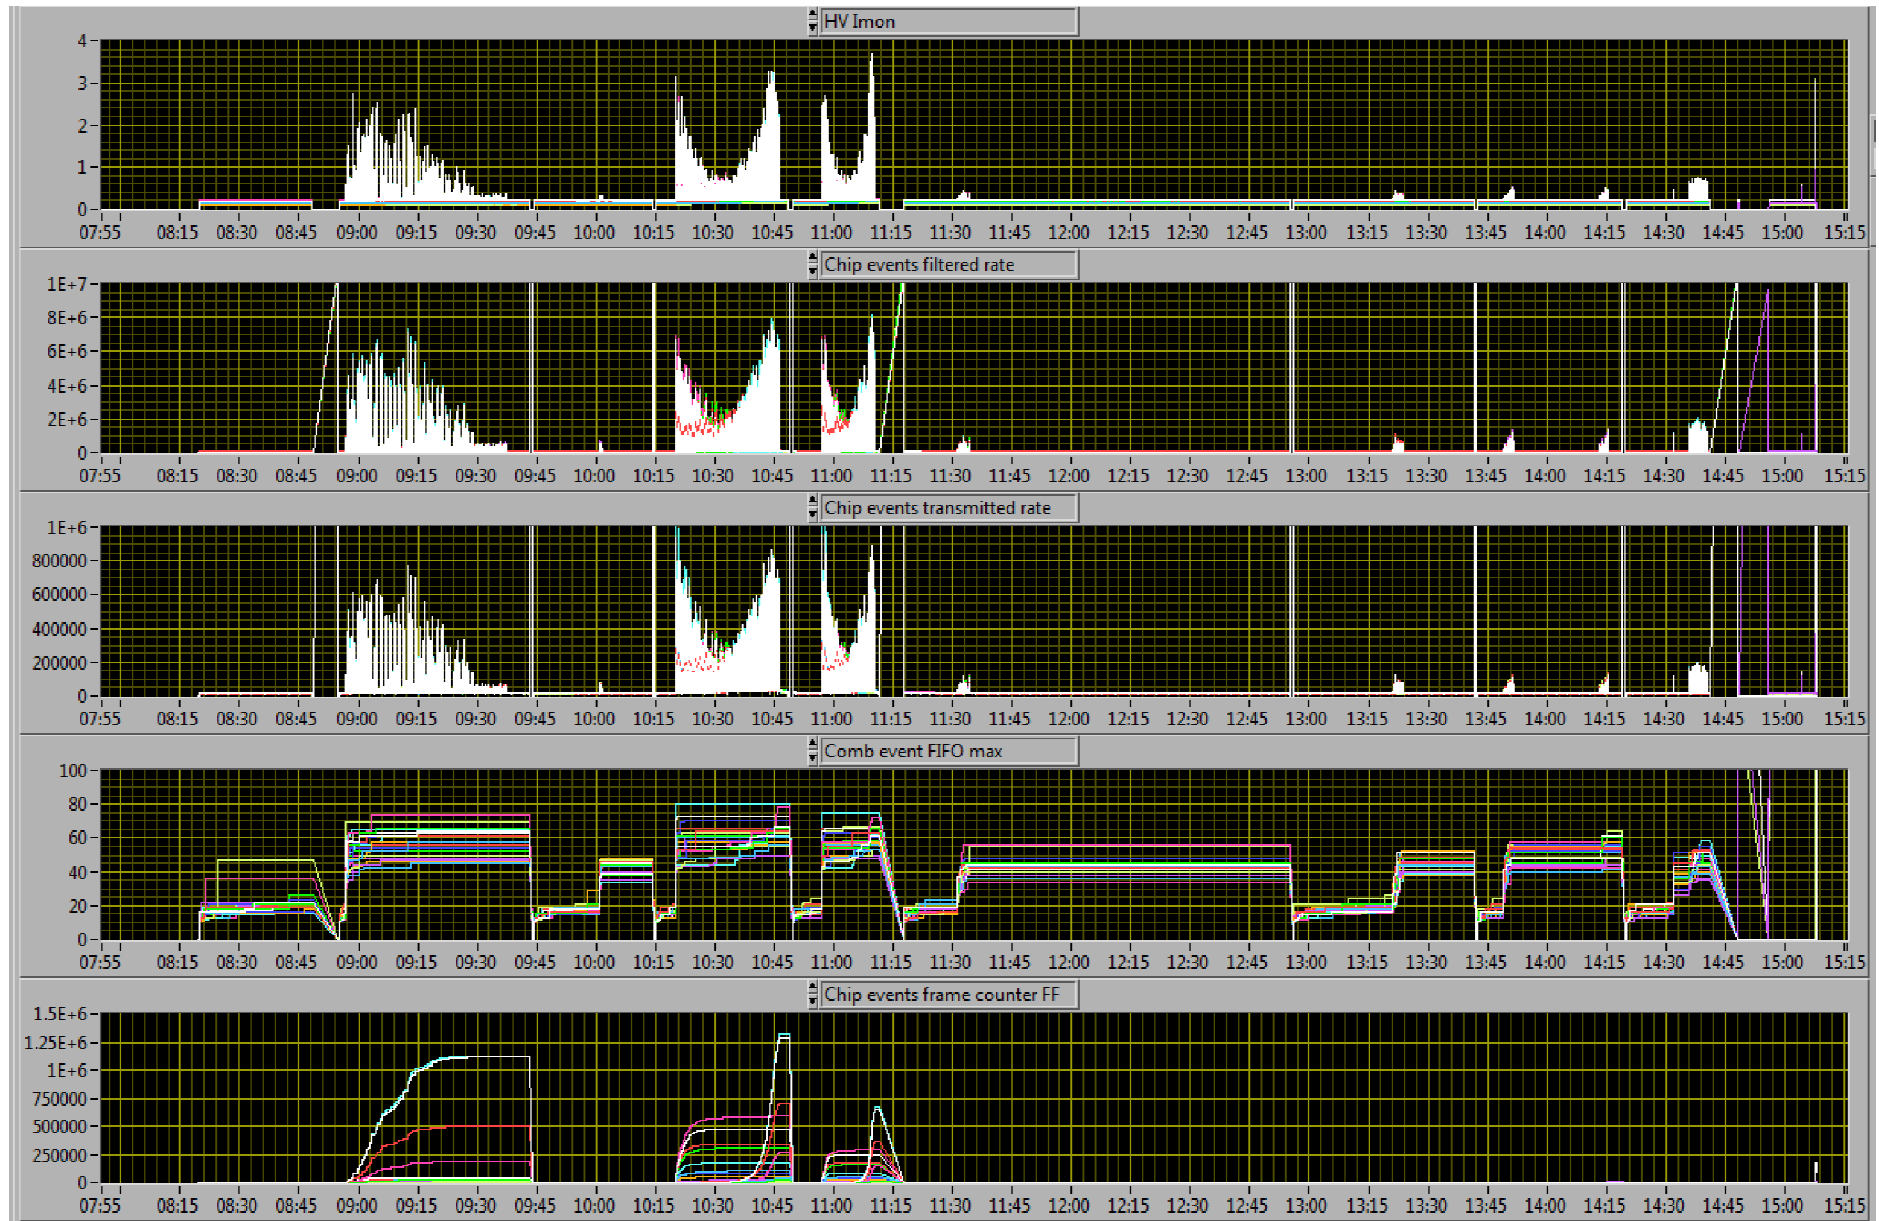 HV Imon
4
3
2
1
0
07:55 08:15 08:30 08:45 09:00 09:15 09:30 09:45 10:00 10:15 10:30 10:45 11:00 11:15 11:30 11:45 12:00 12:15 12:30 12:45 13:00 13:15 13:30 13:45 14:00 14:15 14:30 14:45 15:00 15:15
Chip events filtered rate
1E+7
8E+6
6E+6
4E+6
2E+6
0
07:55 08:15 08:30 08:45 09:00 09:15 09:30 09:45 10:00 10:15 10:30 10:45 11:00 11:15 11:30 11:45 12:00 12:15 12:30 12:45 13:00 13:15 13:30 13:45 14:00 14:15 14:30 14:45 15:00 15:15
Chip events transmitted rate
1E+6
800000
600000
400000
200000
0
07:55 08:15 08:30 08:45 09:00 09:15 09:30 09:45 10:00 10:15 10:30 10:45 11:00 11:15 11:30 11:45 12:00 12:15 12:30 12:45 13:00 13:15 13:30 13:45 14:00 14:15 14:30 14:45 15:00 15:15
Comb event FIFO max
100
80
60
40
20
0
07:55 08:15 08:30 08:45 09:00 09:15 09:30 09:45 10:00 10:15 10:30 10:45 11:00 11:15 11:30 11:45 12:00 12:15 12:30 12:45 13:00 13:15 13:30 13:45 14:00 14:15 14:30 14:45 15:00 15:15
Chip events frame counter FF
1.5E+6
1.25E+6
1E+6
750000
500000
250000
0
07:55 08:15 08:30 08:45 09:00 09:15 09:30 09:45 10:00 10:15 10:30 10:45 11:00 11:15 11:30 11:45 12:00 12:15 12:30 12:45 13:00 13:15 13:30 13:45 14:00 14:15 14:30 14:45 15:00 15:15